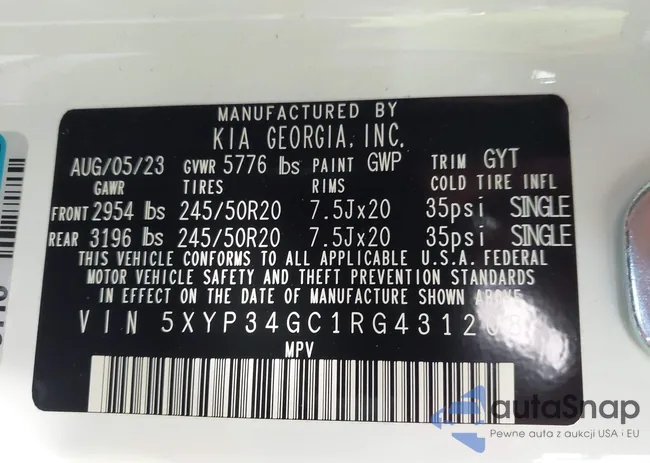 MANUFACTURED BY
KIA GEORGIA, INC.
AUG/05/23 GVWR 5776 lbs PAINT GWP TRIM GYT
GAWR TIRES RIMS COLD TIRE INFL
FRONT 2954 lbs 245/50R20 7.5Jx20 35psi SINGLE
REAR 3196 lbs 245/50R20 7.5Jx20 35psi SINGLE
THIS VEHICLE CONFORMS TO ALL APPLICABLE U.S.A. FEDERAL
MOTOR VEHICLE SAFETY AND THEFT PREVENTION STANDARDS
IN EFFECT ON THE DATE OF MANUFACTURE SHOWN ABOVE
VIN
MPV
autaSnap
Pewne auta z aukcji USA i EU